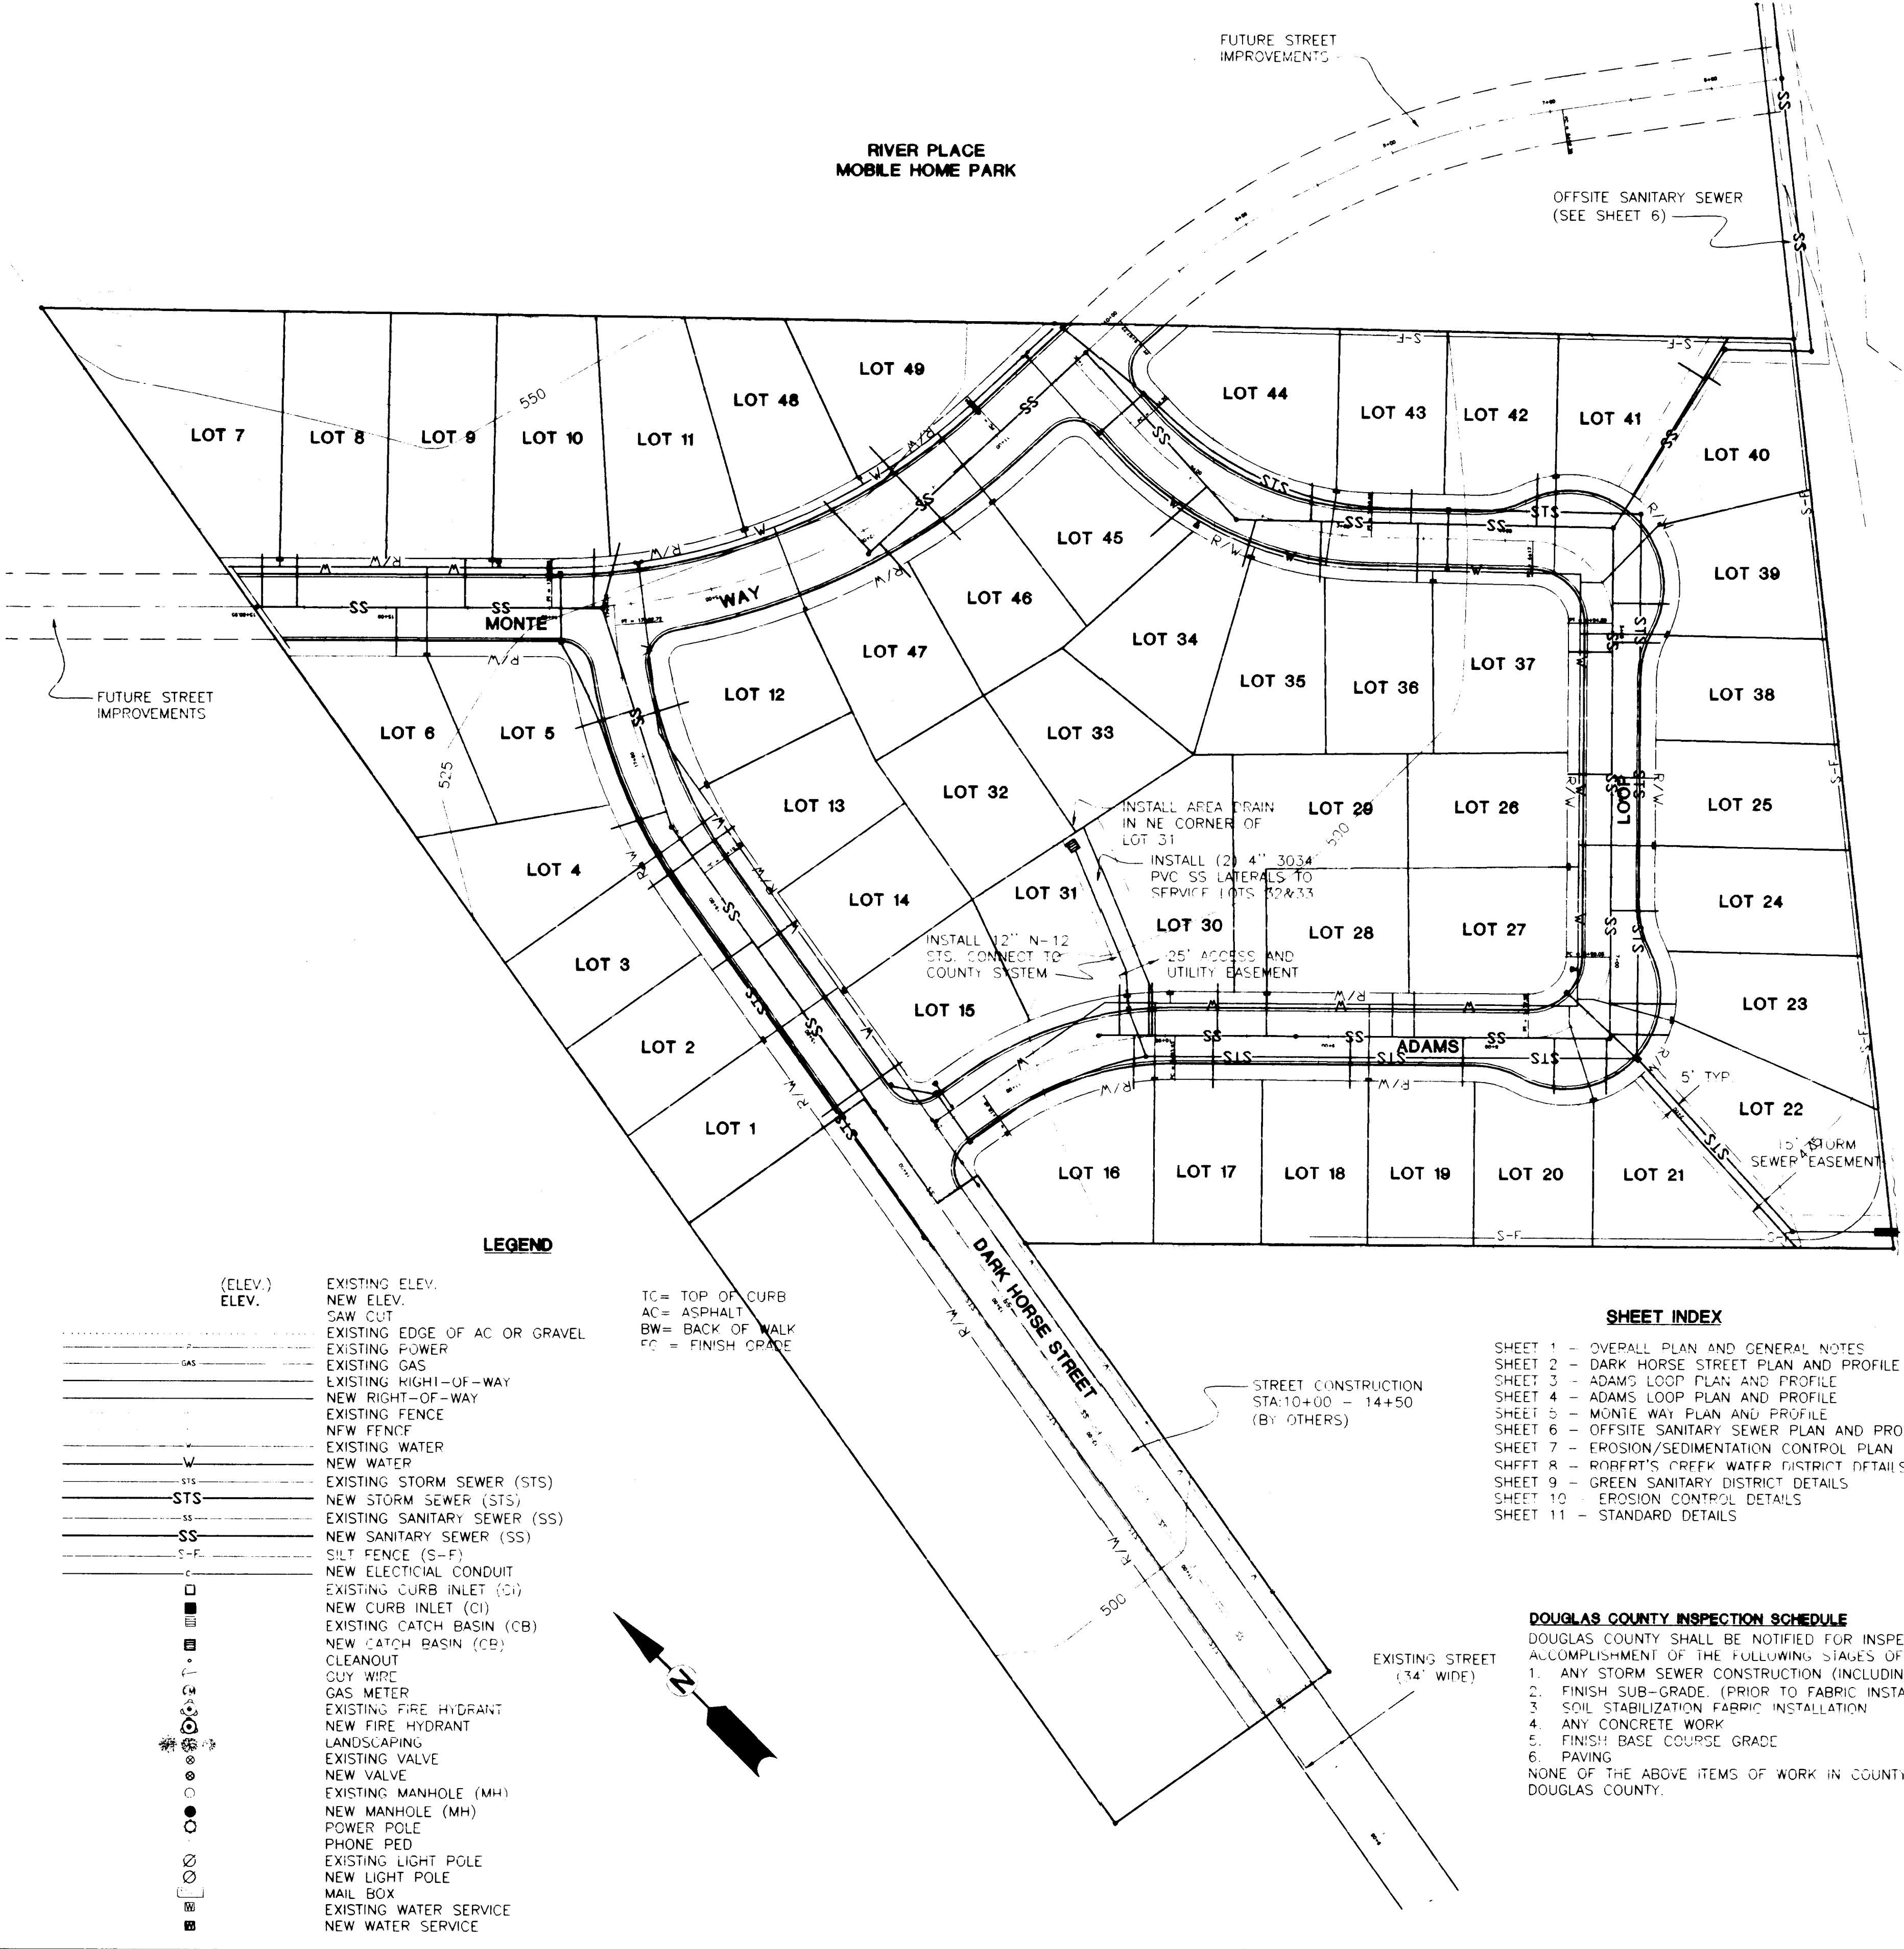 FUTURE STREET
IMPROVEMENTS
RIVER PLACE
MOBILE HOME PARK
OFFSITE SANITARY SEWER
(SEE SHEET 6)
SS
SS
S-F
S-F
LOT 7
LOT 8
LOT 9
LOT 10
LOT 11
LOT 48
LOT 49
LOT 44
LOT 43
LOT 42
LOT 41
LOT 40
550
LOT 45
LOT 46
LOT 47
LOT 34
LOT 35
LOT 36
LOT 37
LOT 39
LOT 38
MONTE
WAY
FUTURE STREET
IMPROVEMENTS
LOT 6
LOT 5
LOT 12
LOT 33
525
LOT 13
LOT 32
LOT 29
LOT 26
LOOP
LOT 25
INSTALL AREA DRAIN
IN NE CORNER OF
LOT 31
500
INSTALL (2) 4" 3034
PVC SS LATERALS TO
SERVICE LOTS 32&33
LOT 4
LOT 14
LOT 31
LOT 30
LOT 28
LOT 27
LOT 24
INSTALL 12" N-12
STS. CONNECT TO
COUNTY SYSTEM
25' ACCESS AND
UTILITY EASEMENT
LOT 3
LOT 15
LOT 23
LOT 2
ADAMS
5' TYP.
LOT 1
LOT 22
15' STORM
SEWER EASEMENT
LOT 16
LOT 17
LOT 18
LOT 19
LOT 20
LOT 21
S-F
DARK HORSE STREET
STREET CONSTRUCTION
STA:10+00 - 14+50
(BY OTHERS)
500
EXISTING STREET
(34' WIDE)
N
LEGEND
(ELEV.) EXISTING ELEV.
ELEV. NEW ELEV.
SAW CUT
EXISTING EDGE OF AC OR GRAVEL
P EXISTING POWER
GAS EXISTING GAS
EXISTING RIGHT-OF-WAY
NEW RIGHT-OF-WAY
EXISTING FENCE
NEW FENCE
W EXISTING WATER
W NEW WATER
STS EXISTING STORM SEWER (STS)
STS NEW STORM SEWER (STS)
SS EXISTING SANITARY SEWER (SS)
SS NEW SANITARY SEWER (SS)
S-F SILT FENCE (S-F)
C NEW ELECTICIAL CONDUIT
EXISTING CURB INLET (CI)
NEW CURB INLET (CI)
EXISTING CATCH BASIN (CB)
NEW CATCH BASIN (CB)
CLEANOUT
GUY WIRE
GAS METER
EXISTING FIRE HYDRANT
NEW FIRE HYDRANT
LANDSCAPING
EXISTING VALVE
NEW VALVE
EXISTING MANHOLE (MH)
NEW MANHOLE (MH)
POWER POLE
PHONE PED
EXISTING LIGHT POLE
NEW LIGHT POLE
MAIL BOX
EXISTING WATER SERVICE
NEW WATER SERVICE
TC= TOP OF CURB
AC= ASPHALT
BW= BACK OF WALK
FG = FINISH GRADE
SHEET INDEX
SHEET 1 - OVERALL PLAN AND GENERAL NOTES
SHEET 2 - DARK HORSE STREET PLAN AND PROFILE
SHEET 3 - ADAMS LOOP PLAN AND PROFILE
SHEET 4 - ADAMS LOOP PLAN AND PROFILE
SHEET 5 - MONTE WAY PLAN AND PROFILE
SHEET 6 - OFFSITE SANITARY SEWER PLAN AND PRO
SHEET 7 - EROSION/SEDIMENTATION CONTROL PLAN
SHEET 8 - ROBERT'S CREEK WATER DISTRICT DETAILS
SHEET 9 - GREEN SANITARY DISTRICT DETAILS
SHEET 10 - EROSION CONTROL DETAILS
SHEET 11 - STANDARD DETAILS
DOUGLAS COUNTY INSPECTION SCHEDULE
DOUGLAS COUNTY SHALL BE NOTIFIED FOR INSPE
ACCOMPLISHMENT OF THE FOLLOWING STAGES OF
1. ANY STORM SEWER CONSTRUCTION (INCLUDIN
2. FINISH SUB-GRADE. (PRIOR TO FABRIC INSTA
3. SOIL STABILIZATION FABRIC INSTALLATION
4. ANY CONCRETE WORK
5. FINISH BASE COURSE GRADE
6. PAVING
NONE OF THE ABOVE ITEMS OF WORK IN COUNTY
DOUGLAS COUNTY.